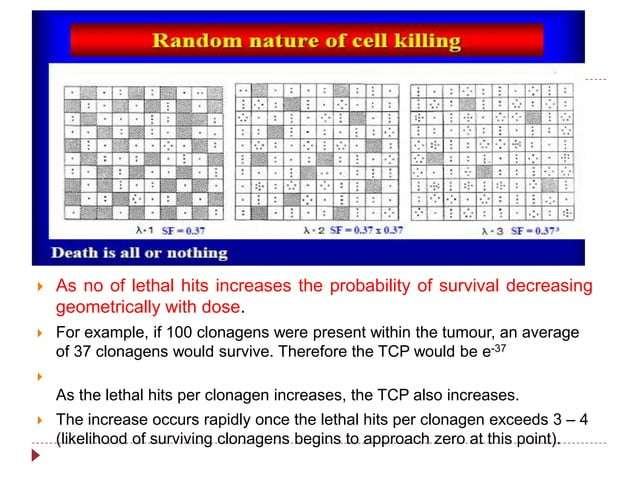 Random nature of cell killing
λ-1 SF = 0.37
λ - 2 SF = 0.37 x 0.37
λ - 3 SF = 0.37³
Death is all or nothing
As no of lethal hits increases the probability of survival decreasing
geometrically with dose.
For example, if 100 clonagens were present within the tumour, an average
of 37 clonagens would survive. Therefore the TCP would be e⁻³⁷
As the lethal hits per clonagen increases, the TCP also increases.
The increase occurs rapidly once the lethal hits per clonagen exceeds 3 – 4
(likelihood of surviving clonagens begins to approach zero at this point).